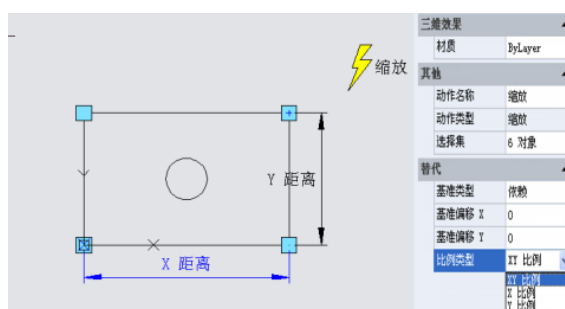 缩放
Y 距离
X 距离
三维效果
材质 ByLayer
其他
动作名称 缩放
动作类型 缩放
选择集 6 对象
替代
基准类型 依赖
基准偏移 X 0
基准偏移 Y 0
比例类型 XY 比例
XY 比例
X 比例
Y 比例